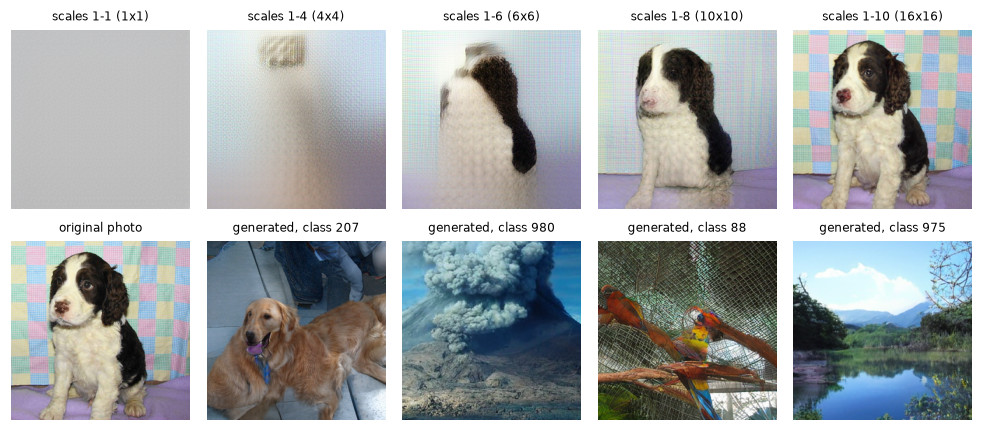 scales 1-1 (1x1)
scales 1-4 (4x4)
scales 1-6 (6x6)
scales 1-8 (10x10)
scales 1-10 (16x16)
original photo
generated, class 207
generated, class 980
generated, class 88
generated, class 975